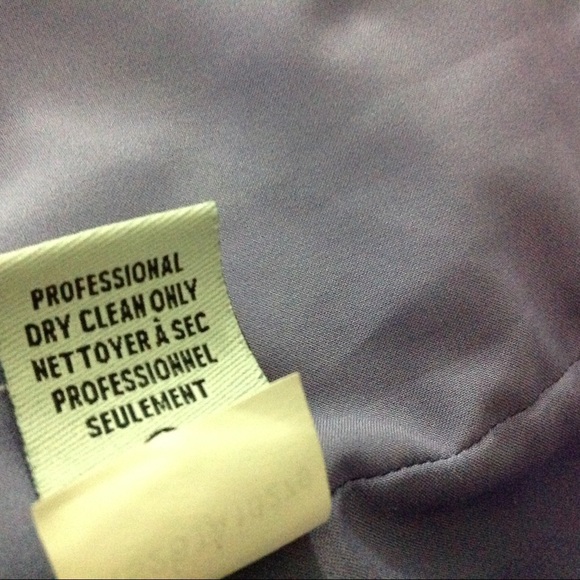 PROFESSIONAL
DRY CLEAN ONLY
NETTOYER À SEC
PROFESSIONNEL
SEULEMENT